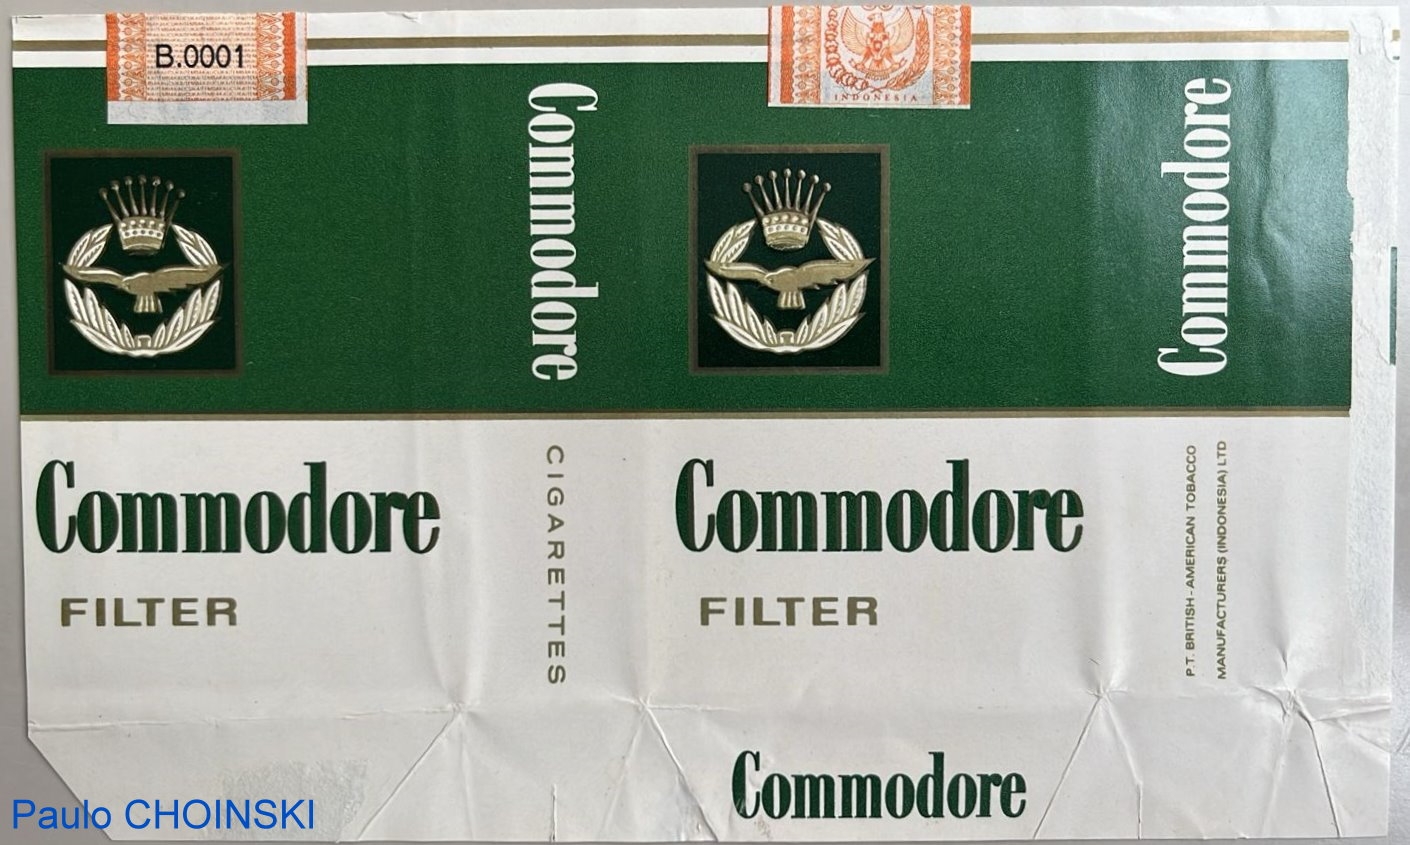 B.0001
INDONESIA
Commodore
Commodore
Commodore
FILTER
CIGARETTES
Commodore
FILTER
P.T. BRITISH-AMERICAN TOBACCO
MANUFACTURERS (INDONESIA) LTD
Commodore
Paulo CHOINSKI